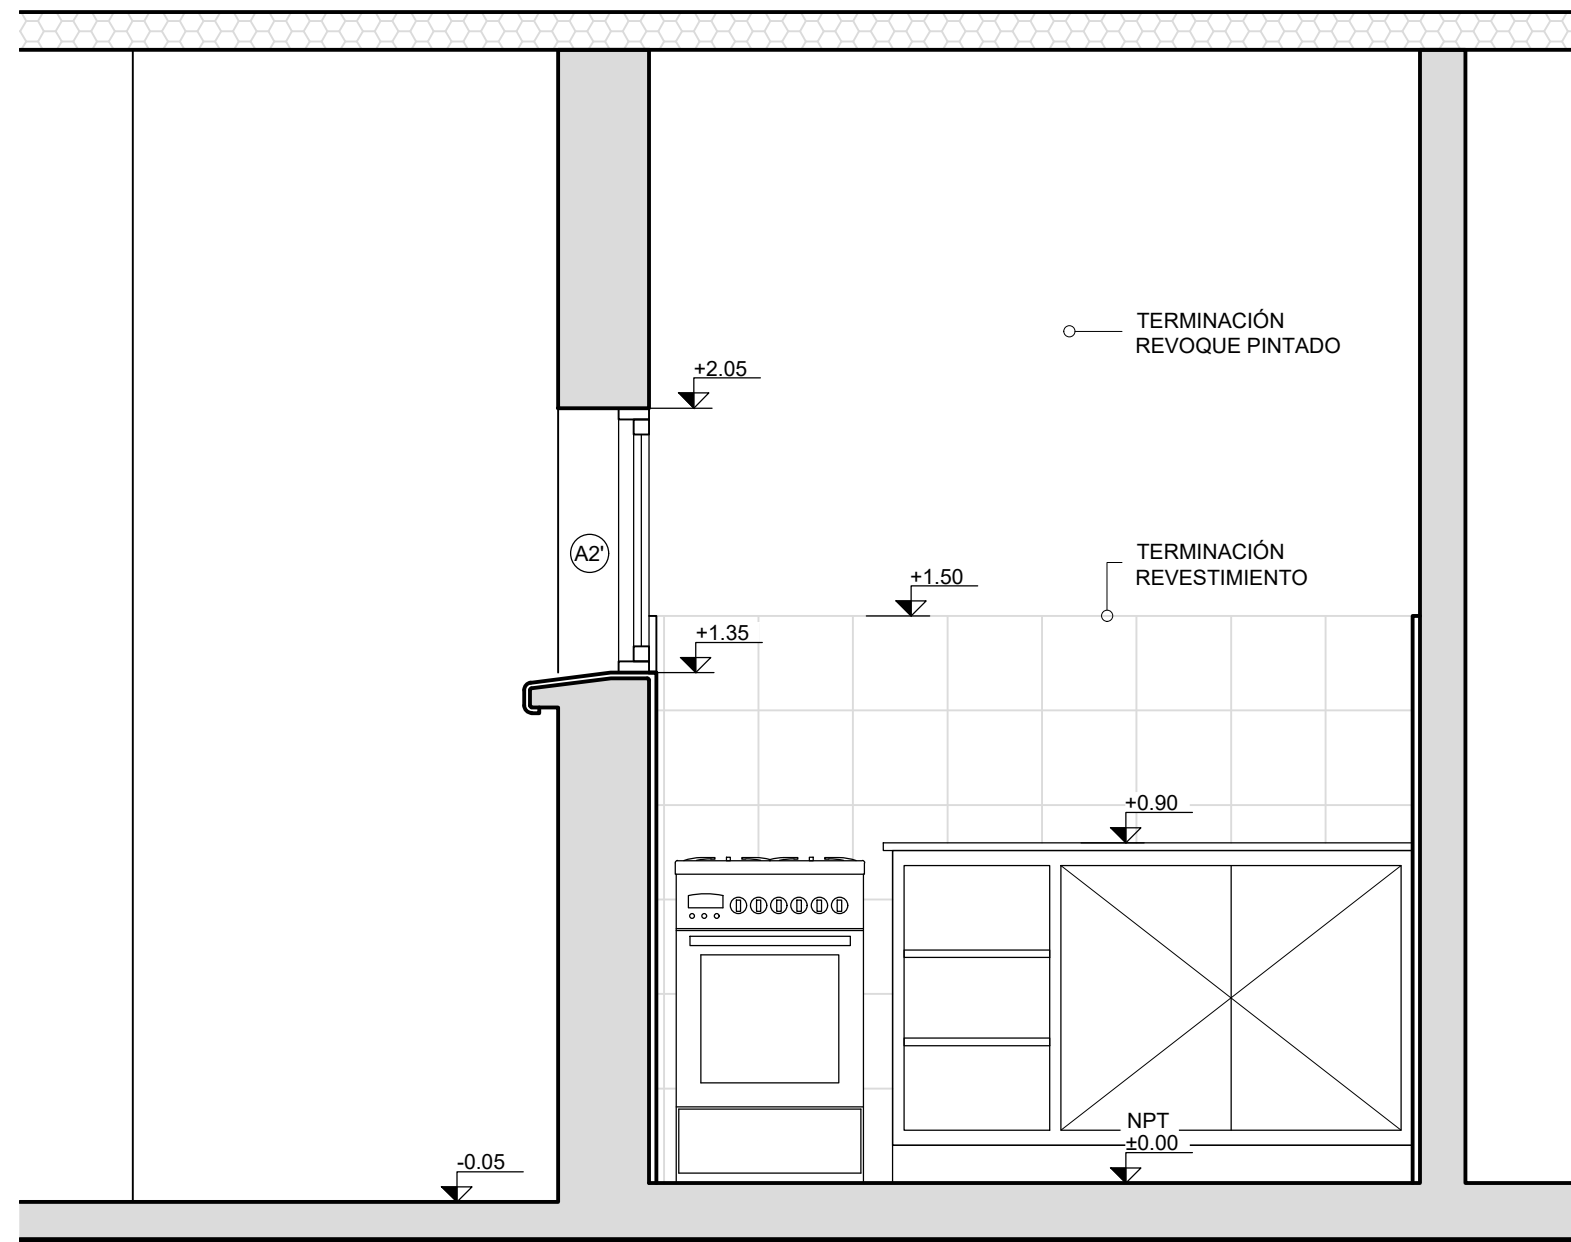 TERMINACIÓN
REVOQUE PINTADO
+2.05
A2'
TERMINACIÓN
REVESTIMIENTO
+1.50
+1.35
+0.90
NPT
±0.00
-0.05